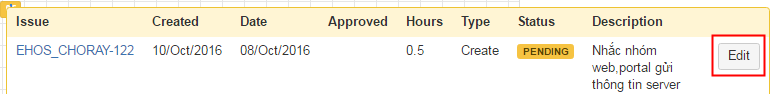 Issue Created Date Approved Hours Type Status Description
EHOS_CHORAY-122 10/Oct/2016 08/Oct/2016 0.5 Create PENDING Nhắc nhóm Edit
web,portal gửi
thông tin server